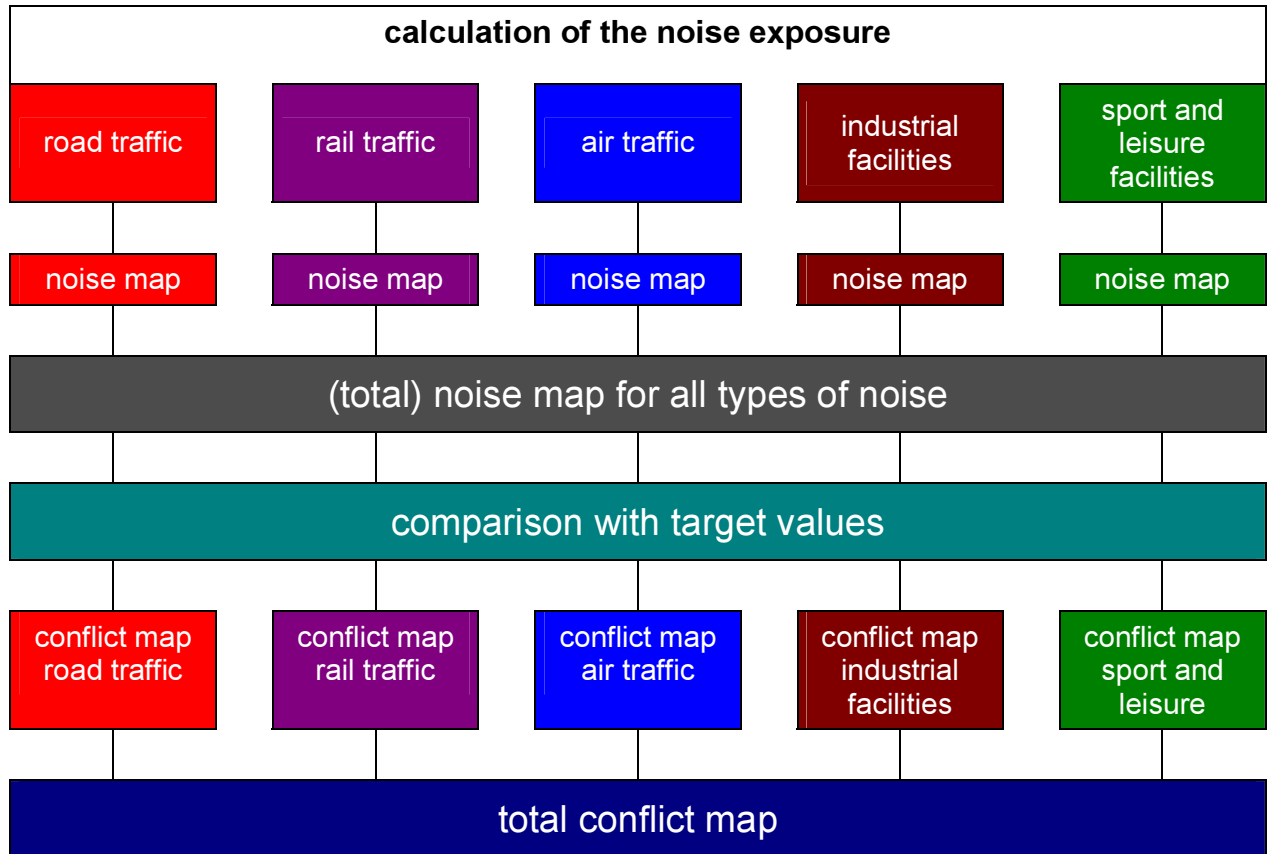 calculation of the noise exposure
road traffic
rail traffic
air traffic
industrial
facilities
sport and
leisure
facilities
noise map
noise map
noise map
noise map
noise map
(total) noise map for all types of noise
comparison with target values
conflict map
road traffic
conflict map
rail traffic
conflict map
air traffic
conflict map
industrial
facilities
conflict map
sport and
leisure
total conflict map